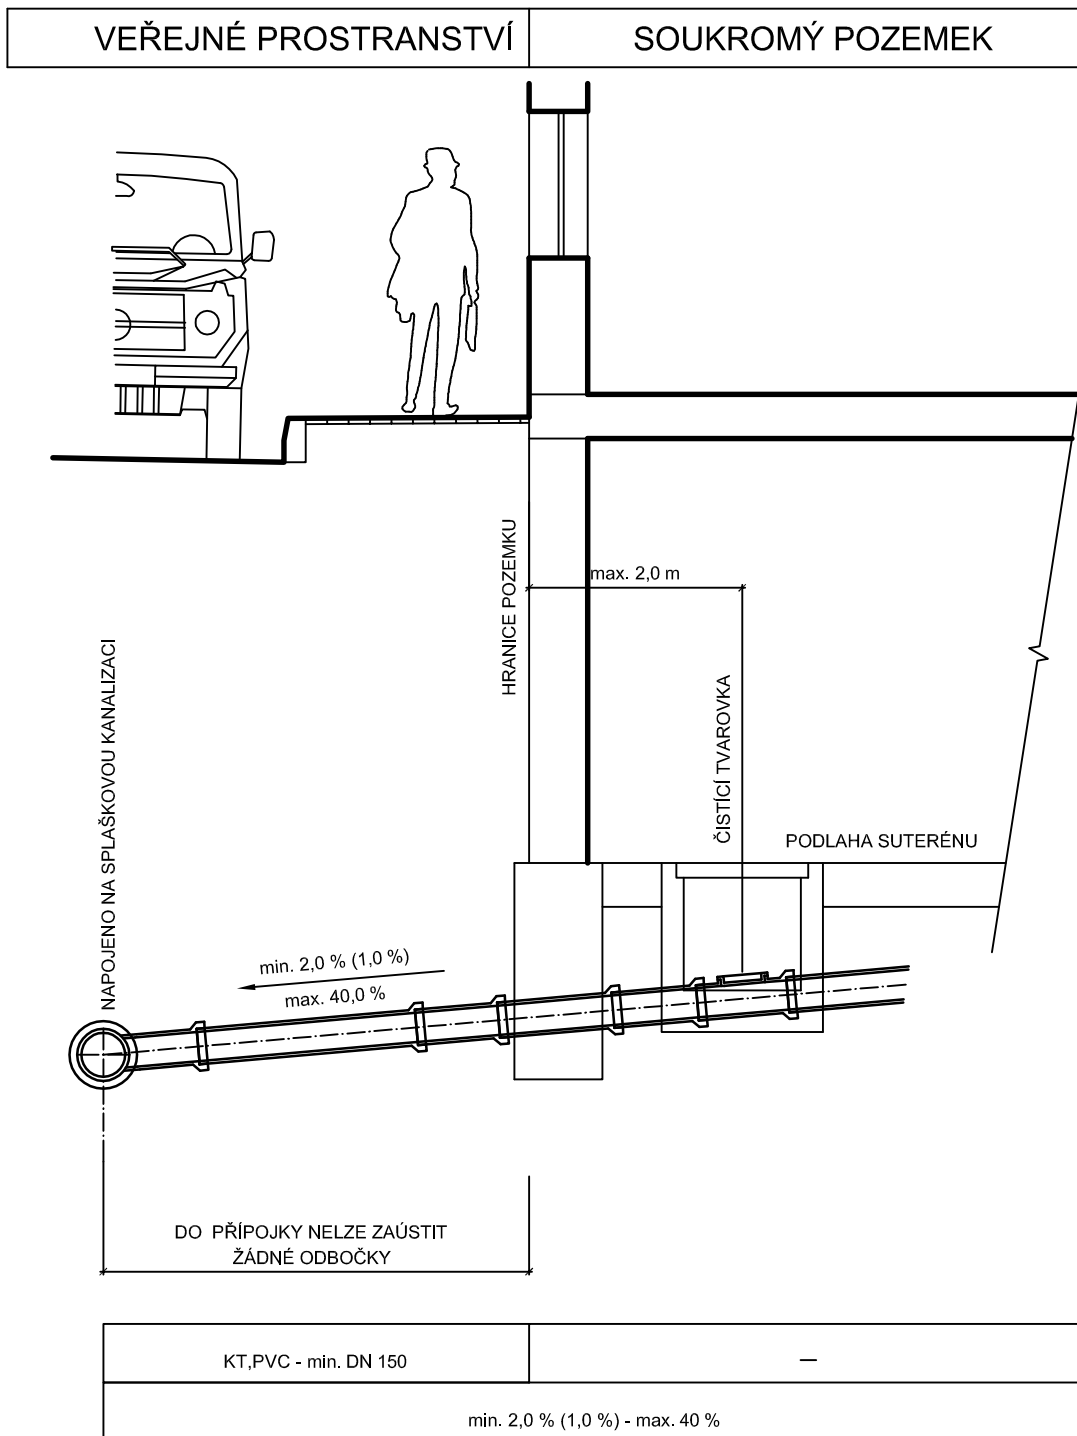 VEŘEJNÉ PROSTRANSTVÍ
SOUKROMÝ POZEMEK
HRANICE POZEMKU
max. 2,0 m
NAPOJENO NA SPLAŠKOVOU KANALIZACI
ČISTÍCÍ TVAROVKA
PODLAHA SUTERÉNU
min. 2,0 % (1,0 %)
max. 40,0 %
DO PŘÍPOJKY NELZE ZAÚSTIT
ŽÁDNÉ ODBOČKY
KT,PVC - min. DN 150
–
min. 2,0 % (1,0 %) - max. 40 %